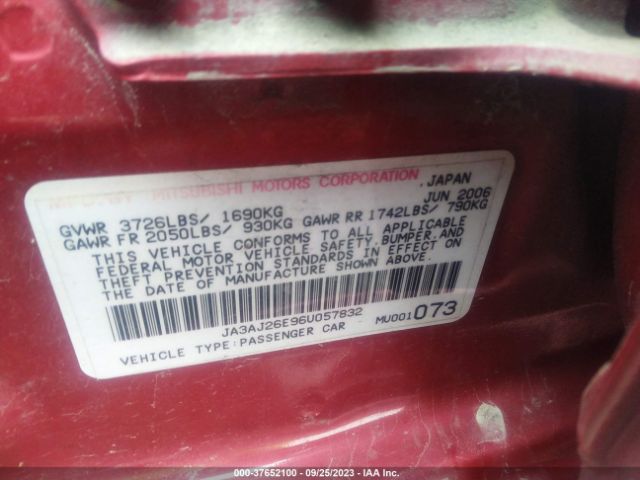 MFD.BY MITSUBISHI MOTORS CORPORATION .JAPAN
JUN 2006
GVWR 3726LBS/ 1690KG
GAWR FR 2050LBS/ 930KG GAWR RR 1742LBS/ 790KG
THIS VEHICLE CONFORMS TO ALL APPLICABLE
FEDERAL MOTOR VEHICLE SAFETY.BUMPER.AND
THEFT PREVENTION STANDARDS IN EFFECT ON
THE DATE OF MANUFACTURE SHOWN ABOVE.
JA3AJ26E96U057832 MU001 073
VEHICLE TYPE:PASSENGER CAR
000-37652100 - 09/25/2023 - IAA Inc.